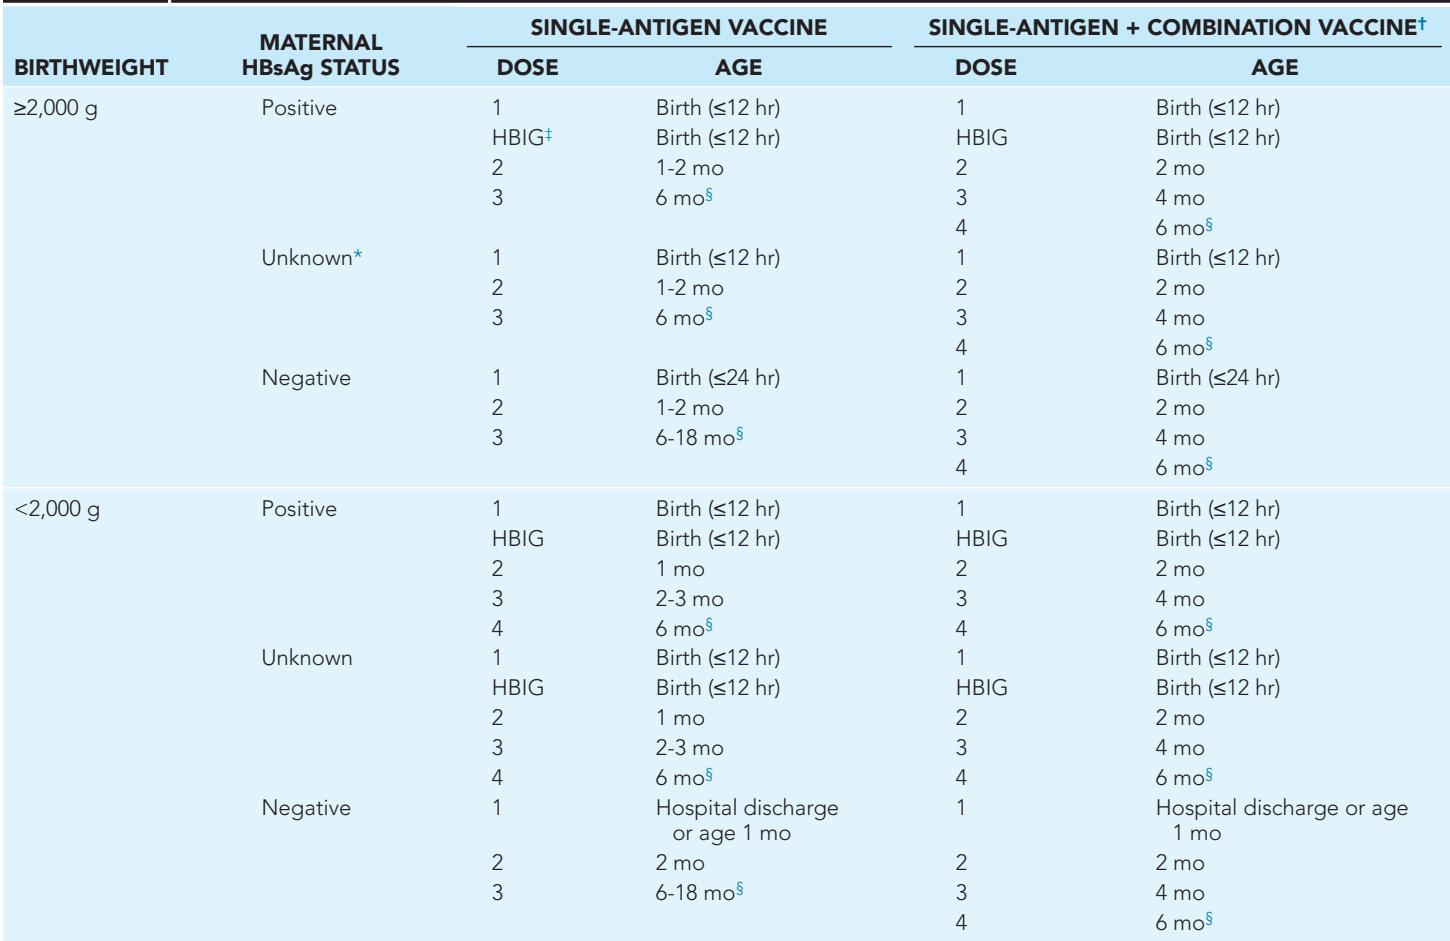 SINGLE-ANTIGEN VACCINE SINGLE-ANTIGEN + COMBINATION VACCINE†
BIRTHWEIGHT MATERNAL HBsAg STATUS DOSE AGE DOSE AGE
≥2,000 g Positive 1 Birth (≤12 hr) 1 Birth (≤12 hr)
HBIG‡ Birth (≤12 hr) HBIG Birth (≤12 hr)
2 1-2 mo 2 2 mo
3 6 mo§ 3 4 mo
4 6 mo§
Unknown* 1 Birth (≤12 hr) 1 Birth (≤12 hr)
2 1-2 mo 2 2 mo
3 6 mo§ 3 4 mo
4 6 mo§
Negative 1 Birth (≤24 hr) 1 Birth (≤24 hr)
2 1-2 mo 2 2 mo
3 6-18 mo§ 3 4 mo
4 6 mo§
<2,000 g Positive 1 Birth (≤12 hr) 1 Birth (≤12 hr)
HBIG Birth (≤12 hr) HBIG Birth (≤12 hr)
2 1 mo 2 2 mo
3 2-3 mo 3 4 mo
4 6 mo§ 4 6 mo§
Unknown 1 Birth (≤12 hr) 1 Birth (≤12 hr)
HBIG Birth (≤12 hr) HBIG Birth (≤12 hr)
2 1 mo 2 2 mo
3 2-3 mo 3 4 mo
4 6 mo§ 4 6 mo§
Negative 1 Hospital discharge 1 Hospital discharge or age
or age 1 mo 1 mo
2 2 mo 2 2 mo
3 6-18 mo§ 3 4 mo
4 6 mo§